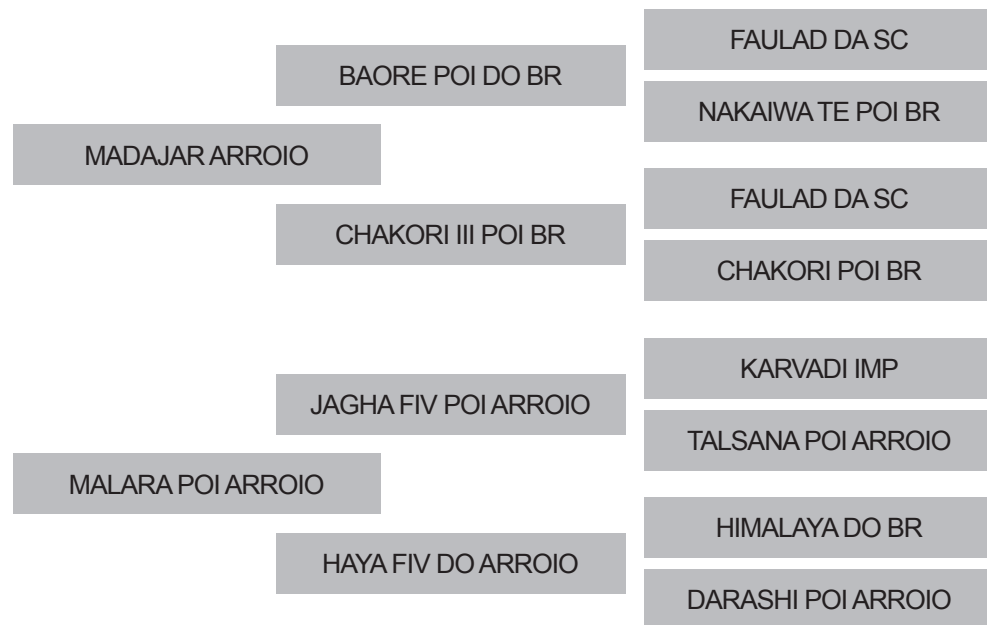 FAULAD DA SC
BAORE POI DO BR
NAKAIWA TE POI BR
MADAJAR ARROIO
FAULAD DA SC
CHAKORI III POI BR
CHAKORI POI BR
KARVADI IMP
JAGHA FIV POI ARROIO
TALSANA POI ARROIO
MALARA POI ARROIO
HIMALAYA DO BR
HAYA FIV DO ARROIO
DARASHI POI ARROIO